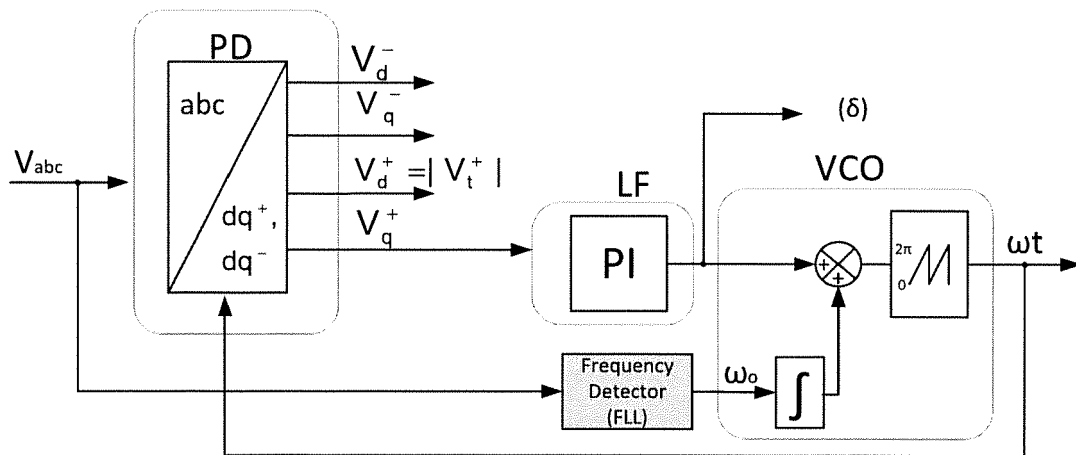 PD
V_d^-
abc
V_q^-
(δ)
V_abc
V_d^+ =| V_t^+ |
LF
VCO
dq^+,
V_q^+
dq^-
PI
+
+
2π
0
ωt
Frequency
Detector
(FLL)
ω_o
∫